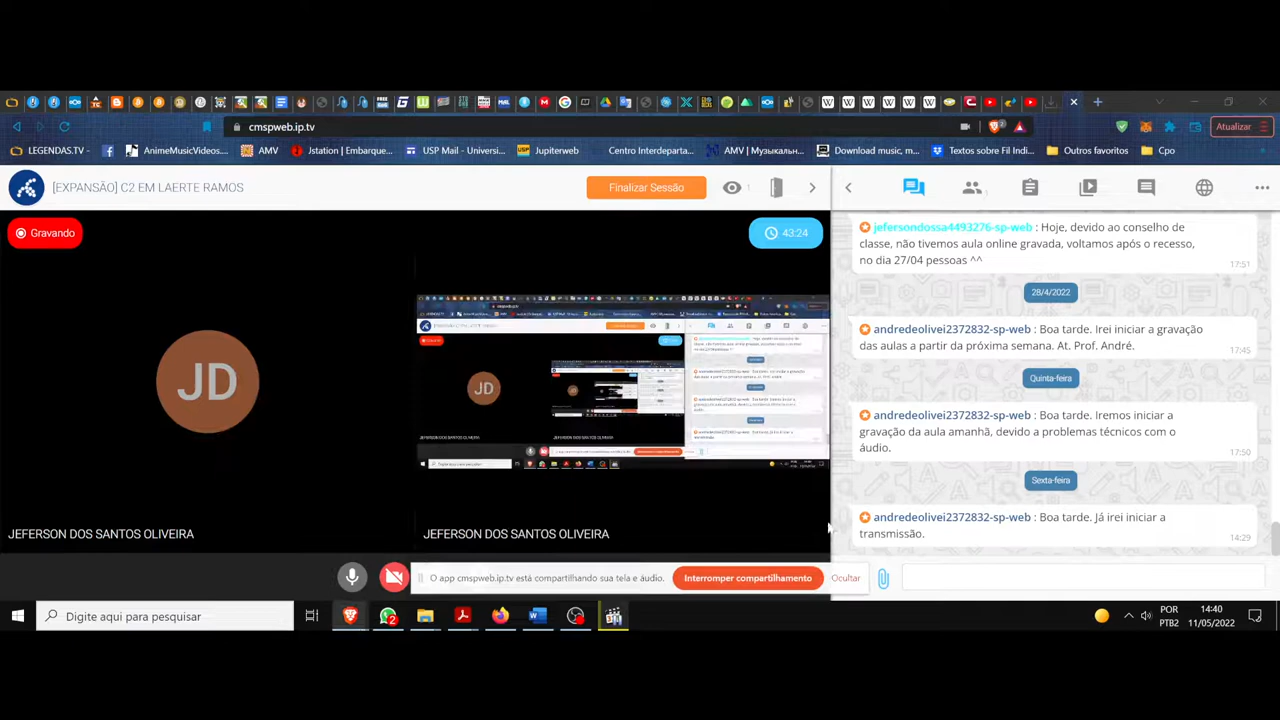 cmspweb.ip.tv
Atualizar
LEGENDAS.TV -
AnimeMusicVideos...
AMV
Jstation | Embarque...
USP Mail - Universi...
Jupiterweb
Centro Interdeparta...
AMV | Музыкальн...
Download music, m...
Textos sobre Fil Indi...
Outros favoritos
Cpo
[EXPANSÃO] C2 EM LAERTE RAMOS
Finalizar Sessão
1
1
Gravando
43:24
jefersondossa4493276-sp-web : Hoje, devido ao conselho de
classe, não tivemos aula online gravada, voltamos após o recesso,
no dia 27/04 pessoas ^^
17:51
28/4/2022
andredeolivei2372832-sp-web : Boa tarde. Irei iniciar a gravação
das aulas a partir da próxima semana. At. Prof. André.
17:45
Quinta-feira
andredeolivei2372832-sp-web : Boa tarde. Iremos iniciar a
gravação da aula amanhã, devido a problemas técnicos no
áudio.
17:50
Sexta-feira
andredeolivei2372832-sp-web : Boa tarde. Já irei iniciar a
transmissão.
14:29
JD
JD
JEFERSON DOS SANTOS OLIVEIRA
JEFERSON DOS SANTOS OLIVEIRA
O app cmspweb.ip.tv está compartilhando sua tela e áudio.
Interromper compartilhamento
Ocultar
Digite aqui para pesquisar
2
POR
PTB2
14:40
11/05/2022